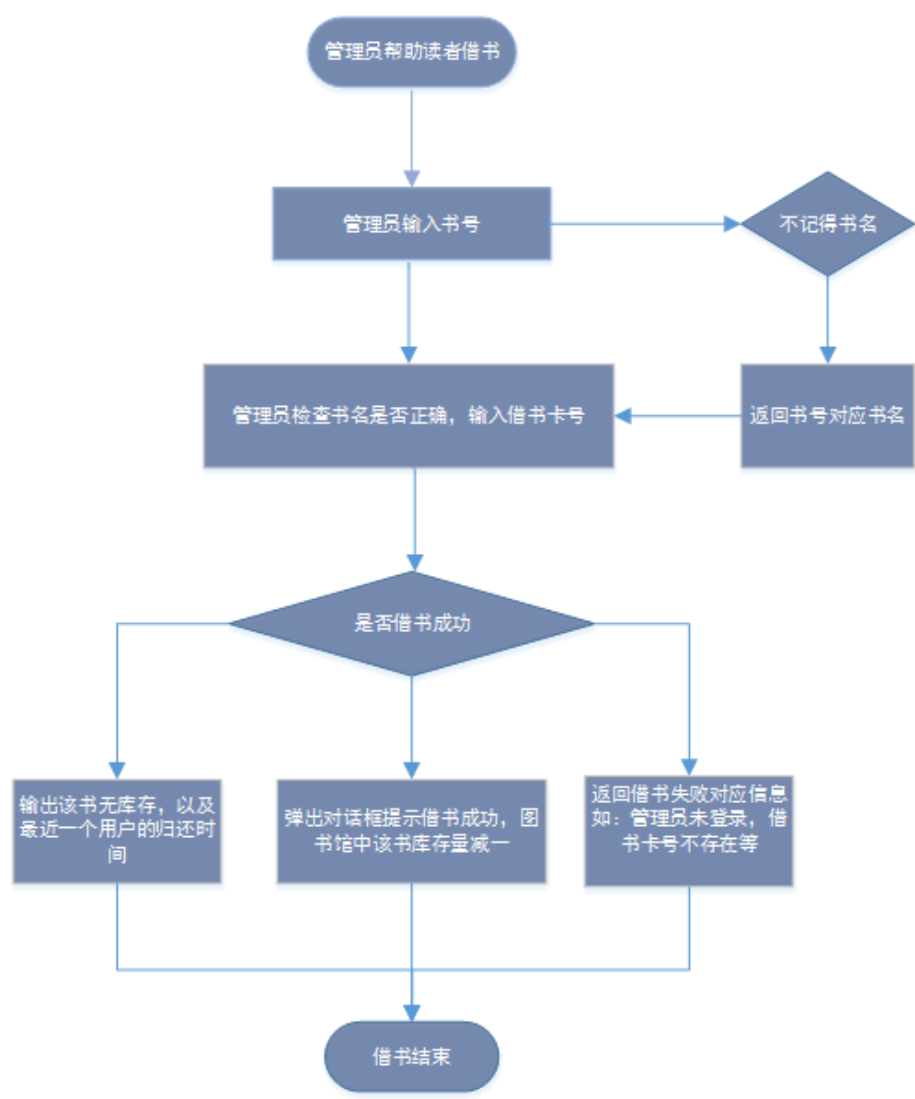 管理员帮助读者借书
管理员输入书号
不记得书名
管理员检查书名是否正确，输入借书卡号
返回书号对应书名
是否借书成功
输出该书无库存，以及
最近一个用户的归还时
间
弹出对话框提示借书成功，图
书馆中该书库存量减一
返回借书失败对应信息
如：管理员未登录，借
书卡号不存在等
借书结束